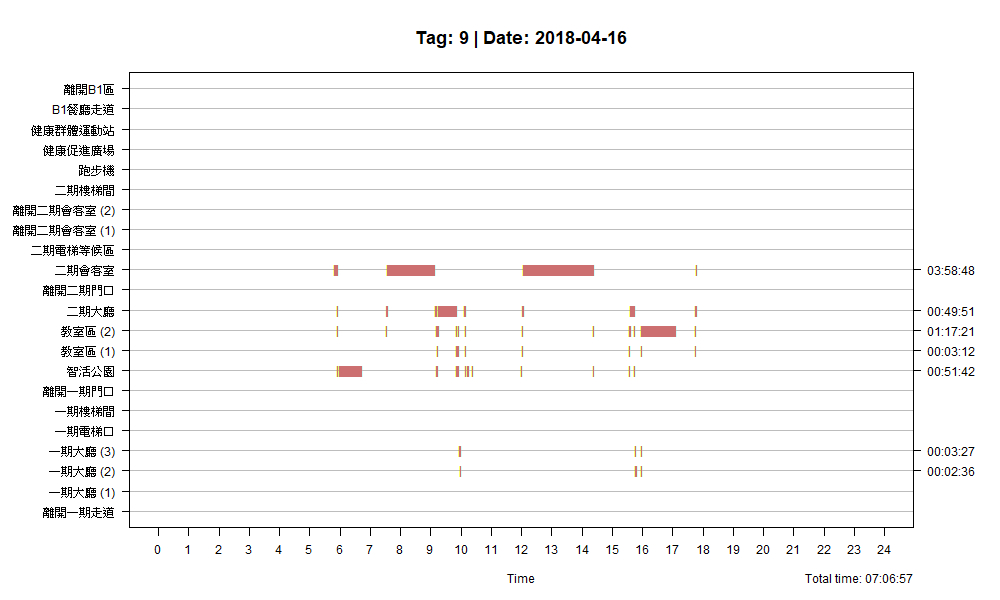 Tag: 9 | Date: 2018-04-16
離開B1區
B1餐廳走道
健康群體運動站
健康促進廣場
跑步機
二期樓梯間
離開二期會客室 (2)
離開二期會客室 (1)
二期電梯等候區
二期會客室 03:58:48
離開二期門口
二期大廳 00:49:51
教室區 (2) 01:17:21
教室區 (1) 00:03:12
智活公園 00:51:42
離開一期門口
一期樓梯間
一期電梯口
一期大廳 (3) 00:03:27
一期大廳 (2) 00:02:36
一期大廳 (1)
離開一期走道
0 1 2 3 4 5 6 7 8 9 10 11 12 13 14 15 16 17 18 19 20 21 22 23 24
Time
Total time: 07:06:57